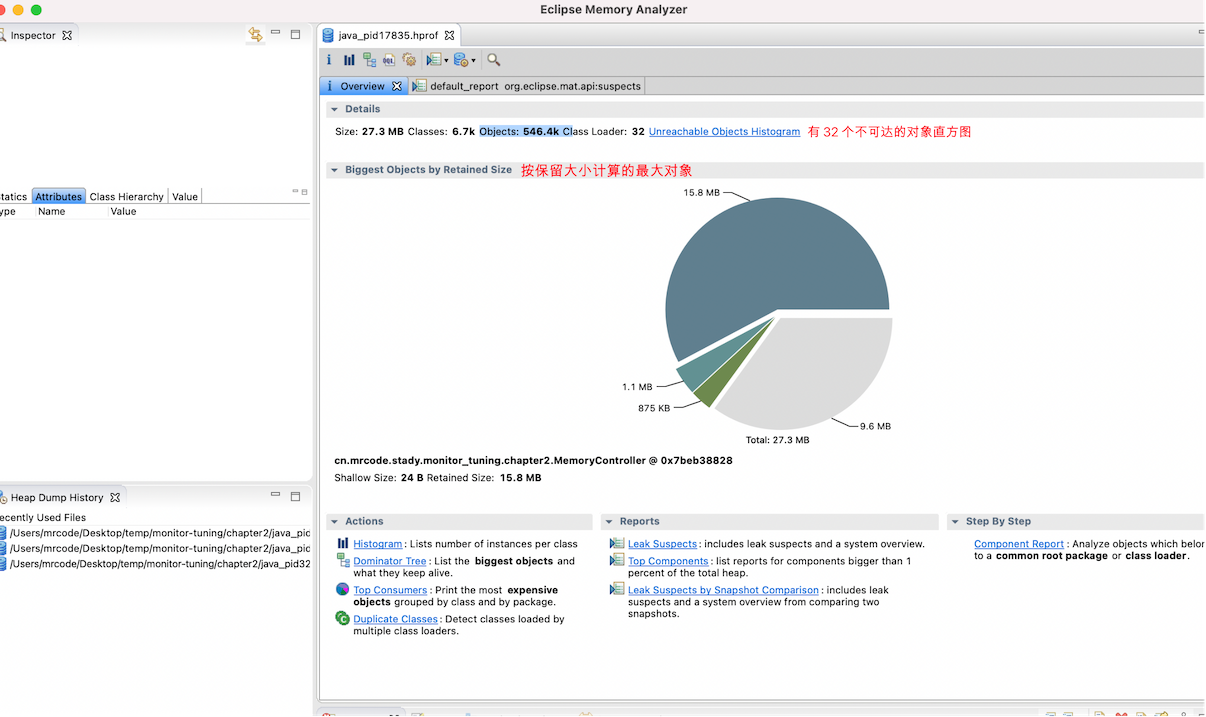 Eclipse Memory Analyzer
Inspector
java_pid17835.hprof
i Overview default_report org.eclipse.mat.api:suspects
Details
Size: 27.3 MB Classes: 6.7k Objects: 546.4k Class Loader: 32 Unreachable Objects Histogram 有 32 个不可达的对象直方图
Biggest Objects by Retained Size 按保留大小计算的最大对象
tatics Attributes Class Hierarchy Value
ype Name Value
15.8 MB
1.1 MB
875 KB
9.6 MB
Total: 27.3 MB
cn.mrcode.stady.monitor_tuning.chapter2.MemoryController @ 0x7beb38828
Shallow Size: 24 B Retained Size: 15.8 MB
Heap Dump History
ecently Used Files
/Users/mrcode/Desktop/temp/monitor-tuning/chapter2/java_pid
/Users/mrcode/Desktop/temp/monitor-tuning/chapter2/java_pid
/Users/mrcode/Desktop/temp/monitor-tuning/chapter2/java_pid32
Actions
Histogram : Lists number of instances per class
Dominator Tree : List the biggest objects and
what they keep alive.
Top Consumers : Print the most expensive
objects grouped by class and by package.
Duplicate Classes : Detect classes loaded by
multiple class loaders.
Reports
Leak Suspects : includes leak suspects and a system overview.
Top Components : list reports for components bigger than 1
percent of the total heap.
Leak Suspects by Snapshot Comparison : includes leak
suspects and a system overview from comparing two
snapshots.
Step By Step
Component Report : Analyze objects which belon
to a common root package or class loader.